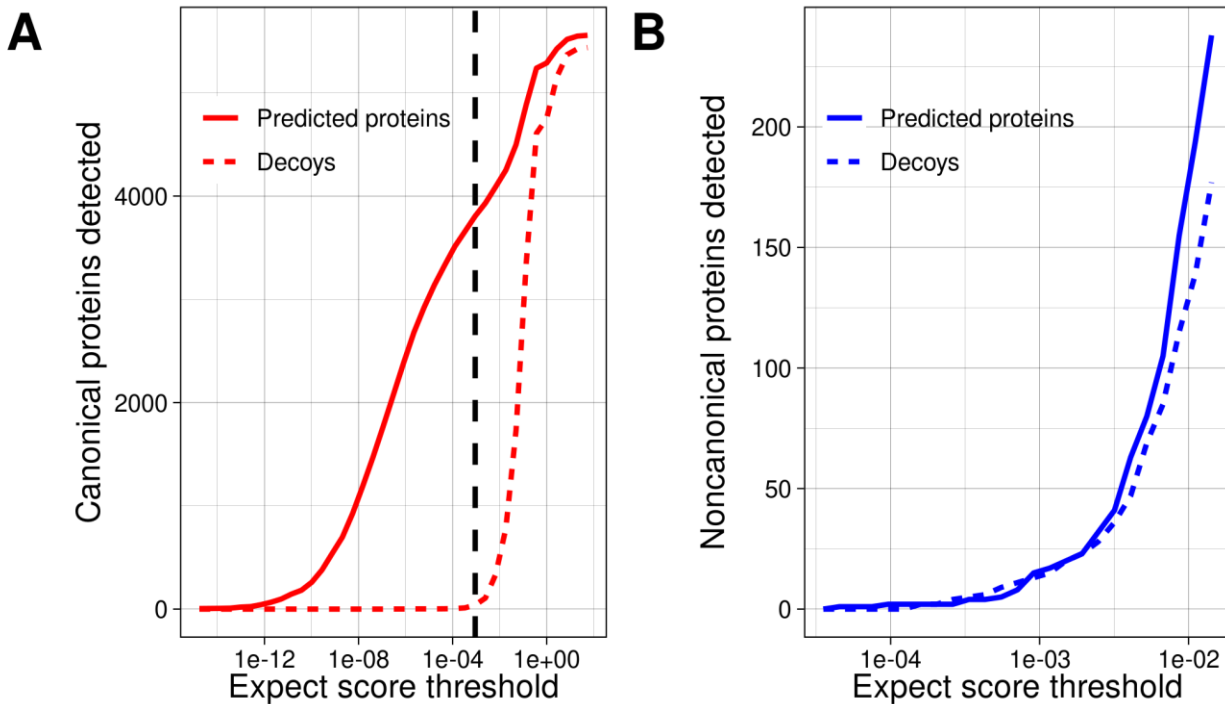 A
Canonical proteins detected
4000
2000
0
Predicted proteins
Decoys
1e-12
1e-08
1e-04
1e+00
Expect score threshold
B
Noncanonical proteins detected
200
150
100
50
0
Predicted proteins
Decoys
1e-04
1e-03
1e-02
Expect score threshold